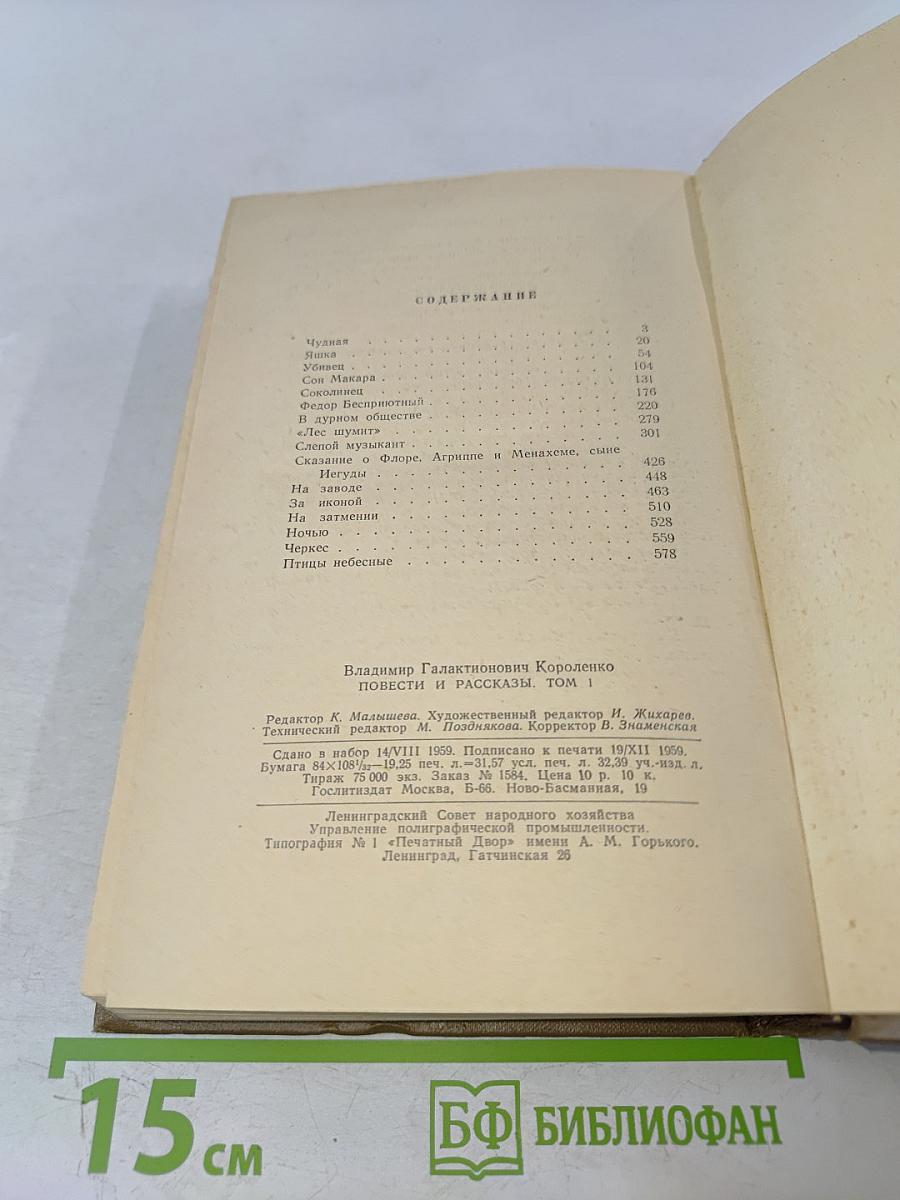 СОДЕРЖАНИЕ
Чудная . . . . . . . . . . . . . . 3
Яшка . . . . . . . . . . . . . . 20
Убивец . . . . . . . . . . . . . . 54
Сон Макара . . . . . . . . . . . . . . 104
Соколинец . . . . . . . . . . . . . . 131
Федор Бесприютный . . . . . . . . . . . . . . 176
В дурном обществе . . . . . . . . . . . . . . 220
«Лес шумит» . . . . . . . . . . . . . . 279
Слепой музыкант . . . . . . . . . . . . . . 301
Сказание о Флоре, Агриппе и Менахеме, сыне
Иегуды . . . . . . . . . . . . . . 426
На заводе . . . . . . . . . . . . . . 448
За иконой . . . . . . . . . . . . . . 463
На затмении . . . . . . . . . . . . . . 510
Ночью . . . . . . . . . . . . . . 528
Черкес . . . . . . . . . . . . . . 559
Птицы небесные . . . . . . . . . . . . . . 578
Владимир Галактионович Короленко
ПОВЕСТИ И РАССКАЗЫ. ТОМ 1
Редактор К. Малышева. Художественный редактор И. Жихарев.
Технический редактор М. Позднякова. Корректор В. Знаменская
Сдано в набор 14/VIII 1959. Подписано к печати 19/XII 1959.
Бумага 84×108¹/₃₂—19,25 печ. л.=31,57 усл. печ. л. 32,39 уч.-изд. л.
Тираж 75 000 экз. Заказ № 1584. Цена 10 р. 10 к.
Гослитиздат Москва, Б-66. Ново-Басманная, 19
Ленинградский Совет народного хозяйства
Управление полиграфической промышленности.
Типография № 1 «Печатный Двор» имени А. М. Горького.
Ленинград, Гатчинская 26
15 см
БФ БИБЛИОФАН